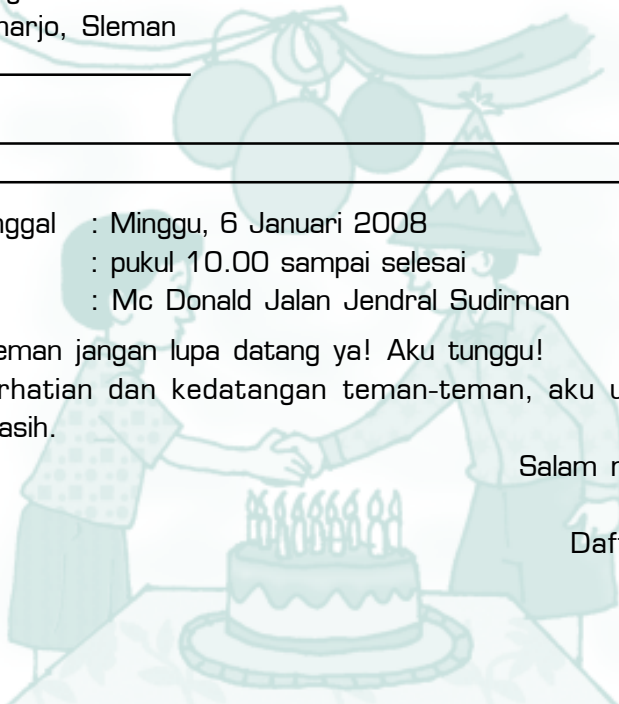 narjo, Sleman
nggal : Minggu, 6 Januari 2008
: pukul 10.00 sampai selesai
: Mc Donald Jalan Jendral Sudirman
eman jangan lupa datang ya! Aku tunggu!
rhatian dan kedatangan teman-teman, aku u
asih.
Salam
Daf